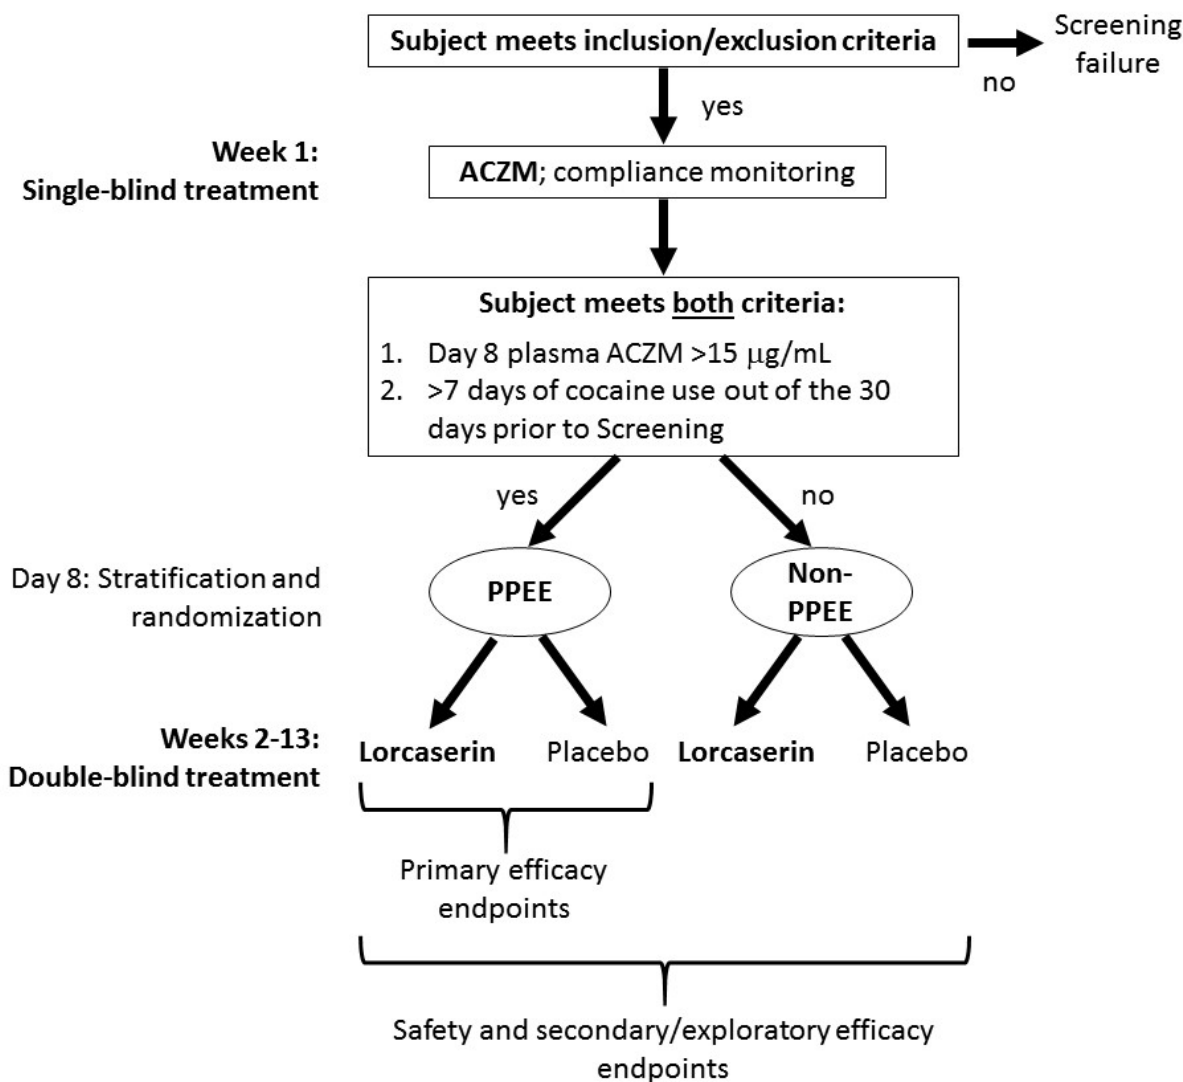 Subject meets inclusion/exclusion criteria
Screening
failure
no
yes
Week 1:
Single-blind treatment
ACZM; compliance monitoring
Subject meets both criteria:
1. Day 8 plasma ACZM >15 μg/mL
2. >7 days of cocaine use out of the 30
days prior to Screening
yes
no
Day 8: Stratification and
randomization
PPEE
Non-
PPEE
Weeks 2-13:
Double-blind treatment
Lorcaserin
Placebo
Lorcaserin
Placebo
Primary efficacy
endpoints
Safety and secondary/exploratory efficacy
endpoints